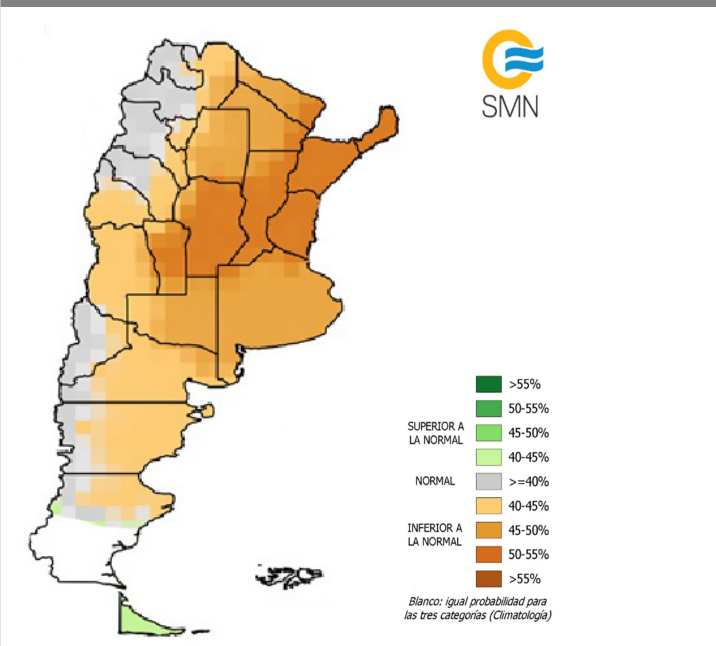 SMN
>55%
50-55%
SUPERIOR A
LA NORMAL
45-50%
40-45%
NORMAL
>=40%
40-45%
INFERIOR A
LA NORMAL
45-50%
50-55%
>55%
Blanco: igual probabilidad para
las tres categorías (Climatología)